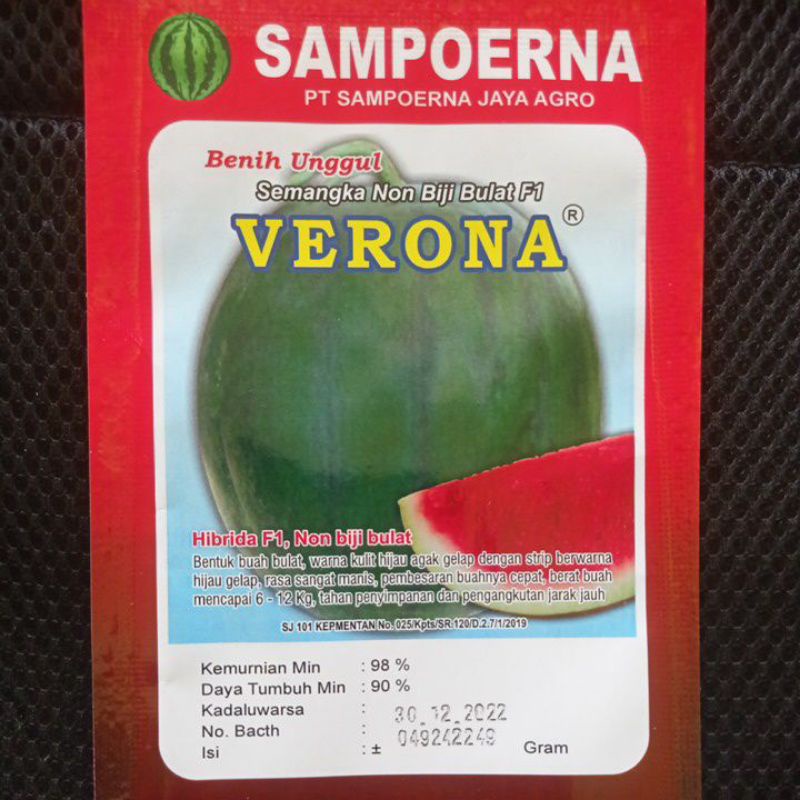 SAMPOERNA
PT SAMPOERNA JAYA AGRO
Benih Unggul
Semangka Non Biji Bulat F1
VERONA ®
Hibrida F1, Non biji bulat
Bentuk buah bulat, warna kulit hijau agak gelap dengan strip berwarna
hijau gelap, rasa sangat manis, pembesaran buahnya cepat, berat buah
mencapai 6 - 12 Kg, tahan penyimpanan dan pengangkutan jarak jauh
SJ 101 KEPMENTAN No. 025/Kpts/SR.120/D.2.7/1/2019
Kemurnian Min : 98 %
Daya Tumbuh Min : 90 %
Kadaluwarsa : 30.12.2022
No. Bacth : 049242249
Isi : ± Gram